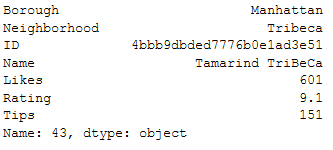 Borough Manhattan
Neighborhood Tribeca
ID 4bbb9dbded7776b0e1ad3e51
Name Tamarind TriBeCa
Likes 601
Rating 9.1
Tips 151
Name: 43, dtype: object